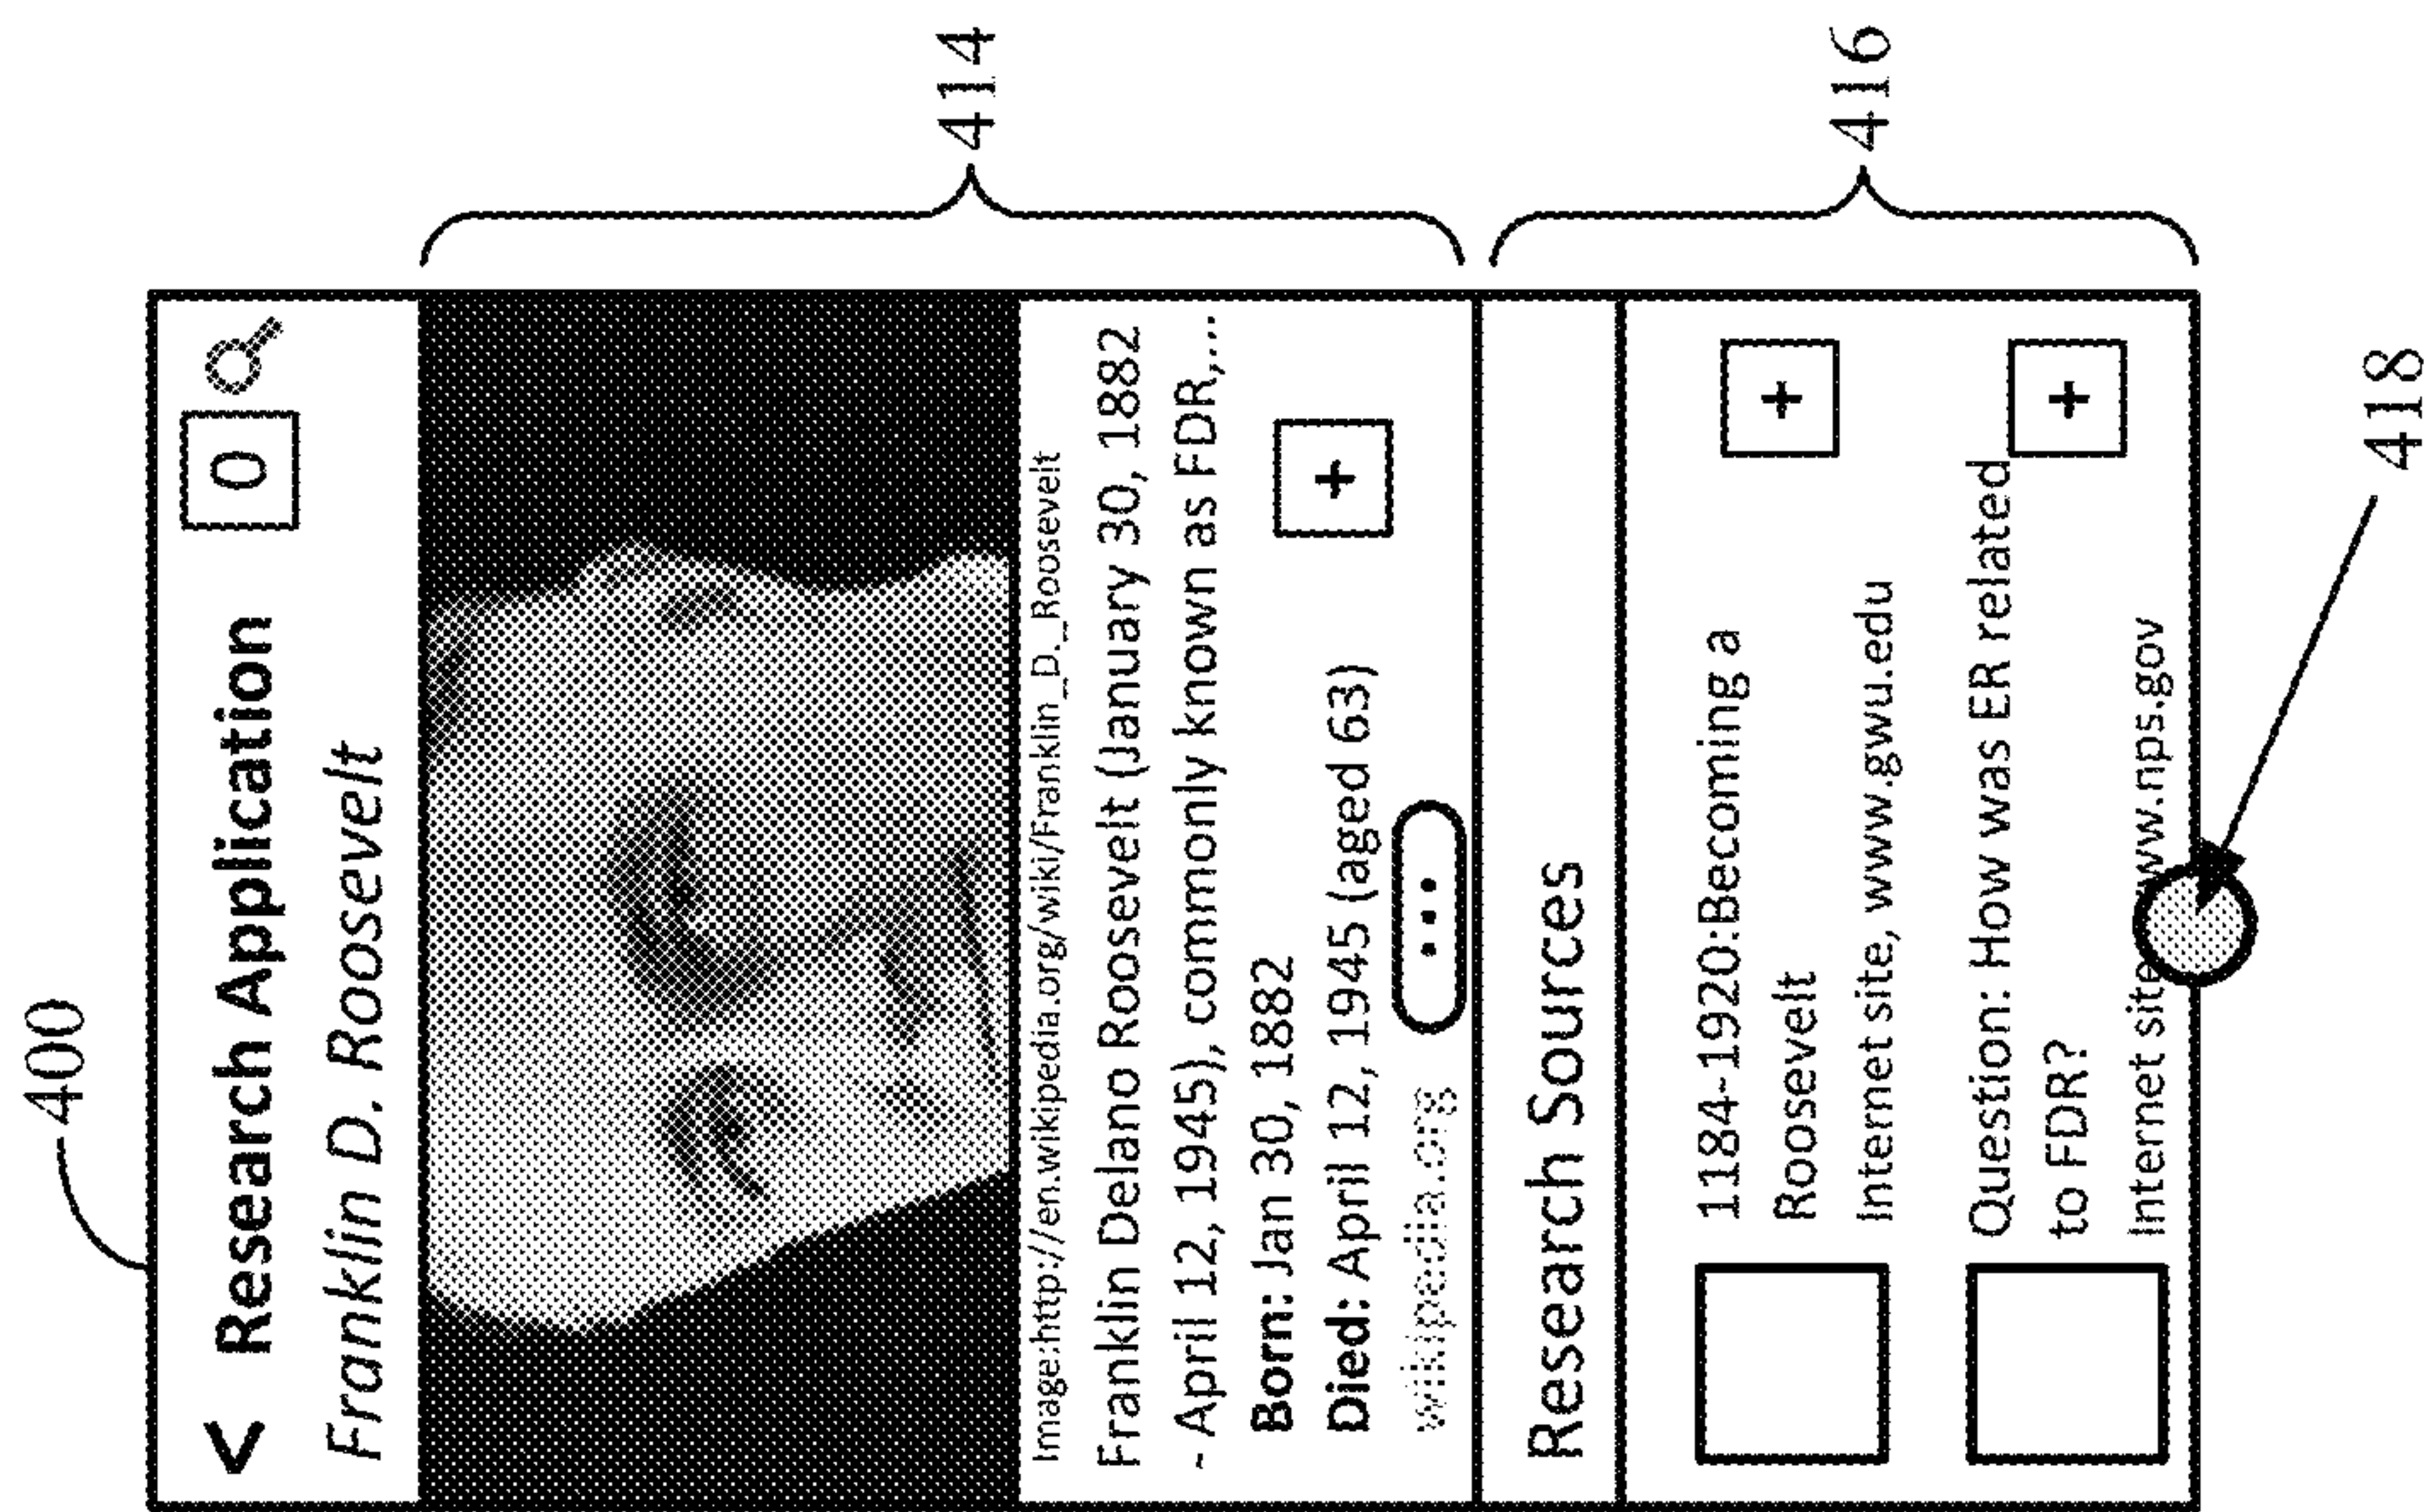 400
< Research Application 0
Franklin D. Roosevelt
414
Image:http://en.wikipedia.org/wiki/Franklin_D._Roosevelt
Franklin Delano Roosevelt (January 30, 1882
- April 12, 1945), commonly known as FDR,...
Born: Jan 30, 1882
+
Died: April 12, 1945 (aged 63)
wikipedia.org
...
Research Sources
416
1184-1920:Becoming a
Roosevelt
+
Internet site, www.gwu.edu
Question: How was ER related
to FDR?
+
Internet site www.nps.gov
418